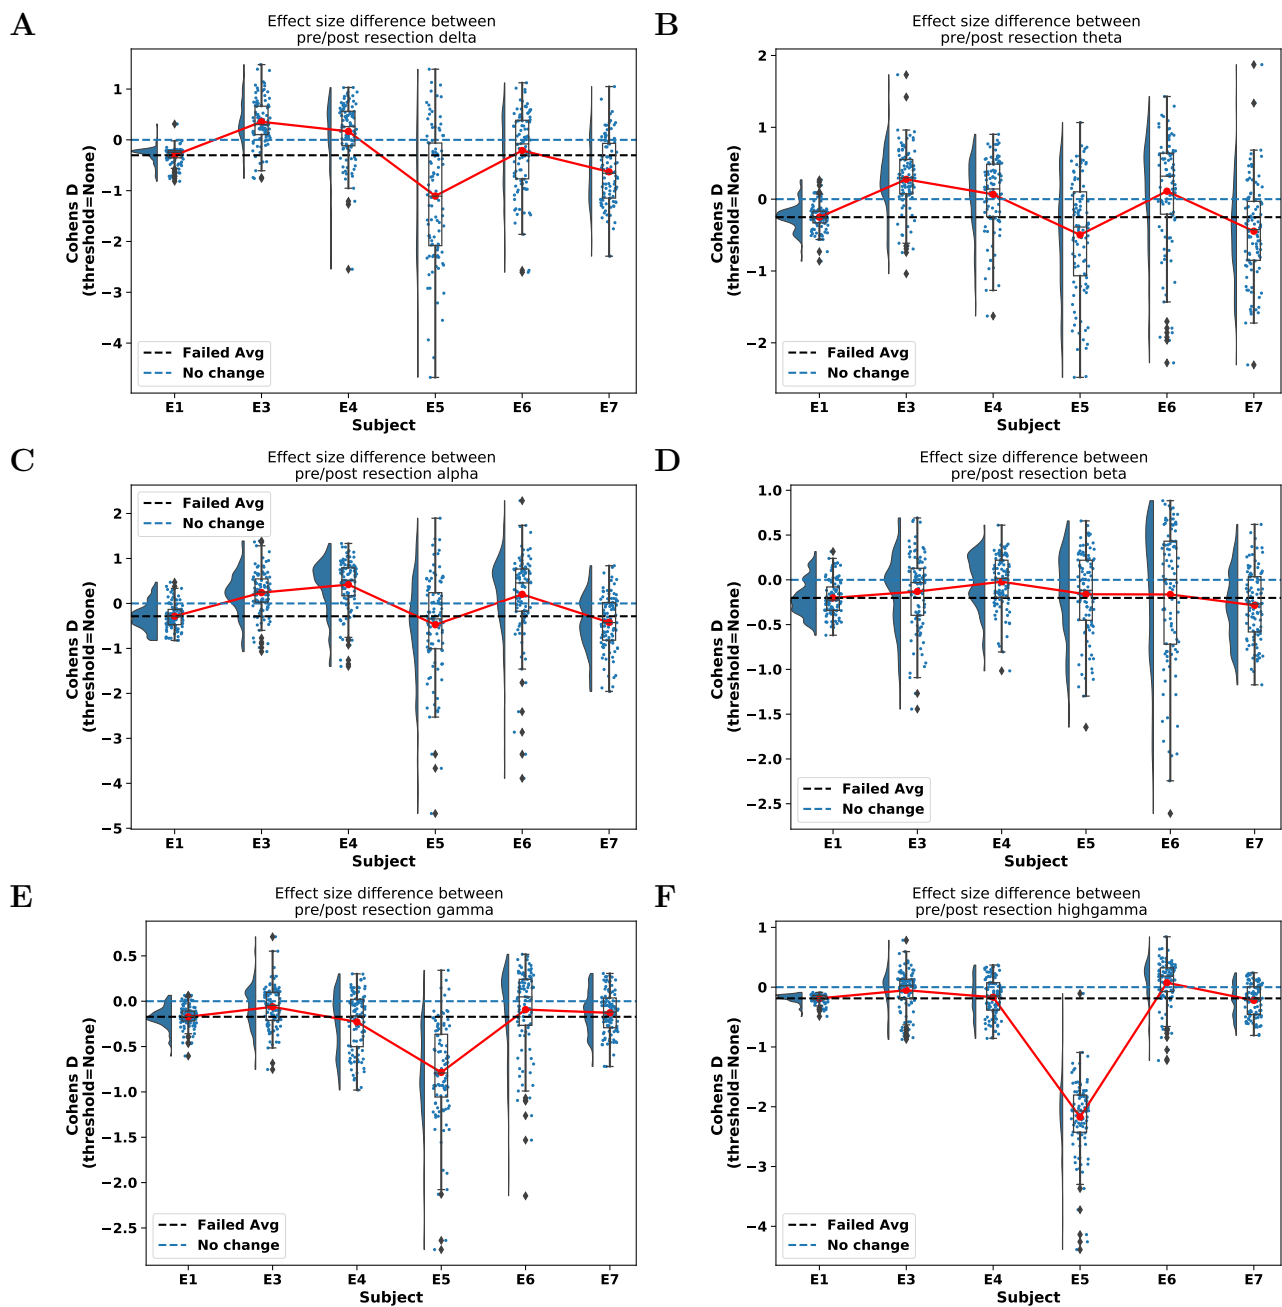 A
Effect size difference between
pre/post resection delta
Cohens D
(threshold=None)
1
0
−1
−2
−3
−4
Failed Avg
No change
E1 E3 E4 E5 E6 E7
Subject
B
Effect size difference between
pre/post resection theta
Cohens D
(threshold=None)
2
1
0
−1
−2
Failed Avg
No change
E1 E3 E4 E5 E6 E7
Subject
C
Effect size difference between
pre/post resection alpha
Cohens D
(threshold=None)
2
1
0
−1
−2
−3
−4
−5
Failed Avg
No change
E1 E3 E4 E5 E6 E7
Subject
D
Effect size difference between
pre/post resection beta
Cohens D
(threshold=None)
1.0
0.5
0.0
−0.5
−1.0
−1.5
−2.0
−2.5
Failed Avg
No change
E1 E3 E4 E5 E6 E7
Subject
E
Effect size difference between
pre/post resection gamma
Cohens D
(threshold=None)
0.5
0.0
−0.5
−1.0
−1.5
−2.0
−2.5
Failed Avg
No change
E1 E3 E4 E5 E6 E7
Subject
F
Effect size difference between
pre/post resection highgamma
Cohens D
(threshold=None)
1
0
−1
−2
−3
−4
Failed Avg
No change
E1 E3 E4 E5 E6 E7
Subject